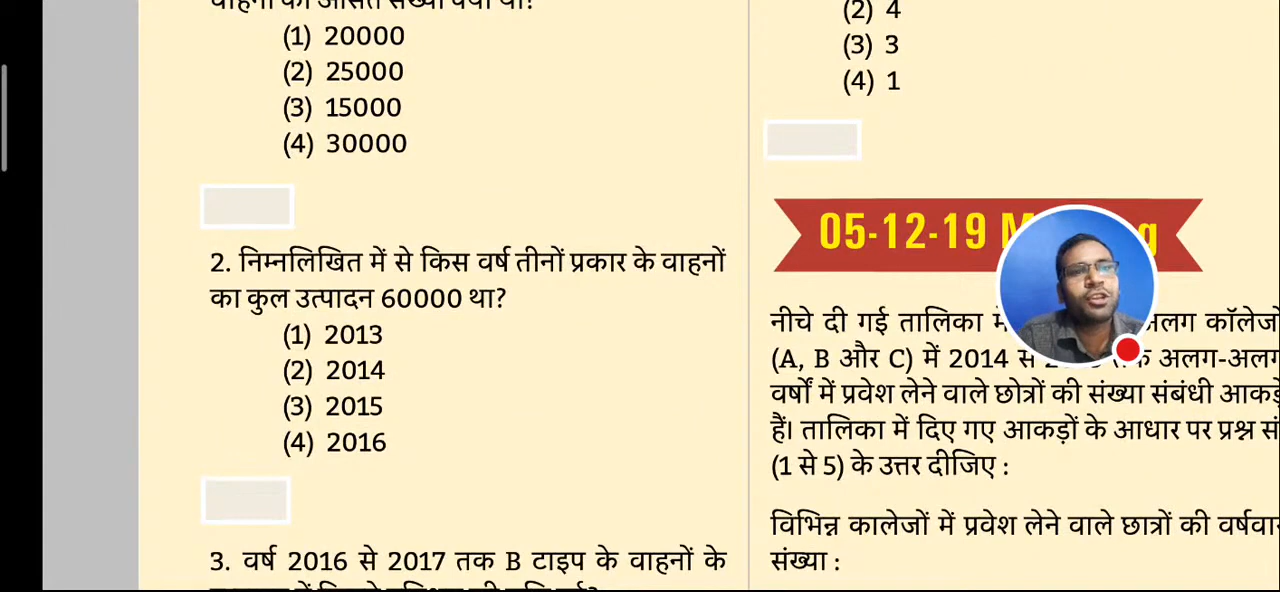 (1) 20000
(2) 25000
(3) 15000
(4) 30000
2. निम्नलिखित में से किस वर्ष तीनों प्रकार के वाहनों
का कुल उत्पादन 60000 था?
(1) 2013
(2) 2014
(3) 2015
(4) 2016
3. वर्ष 2016 से 2017 तक B टाइप के वाहनों के
(2) 4
(3) 3
(4) 1
05-12-19
नीचे दी गई तालिका में
(A, B और C) में 2014 से अलग-अलग
वर्षों में प्रवेश लेने वाले छोत्रों की संख्या संबंधी
हैं। तालिका में दिए गए आकड़ों के आधार पर प्रश्न
(1 से 5) के उत्तर दीजिए :
विभिन्न कालेजों में प्रवेश लेने वाले छात्रों की
संख्या :